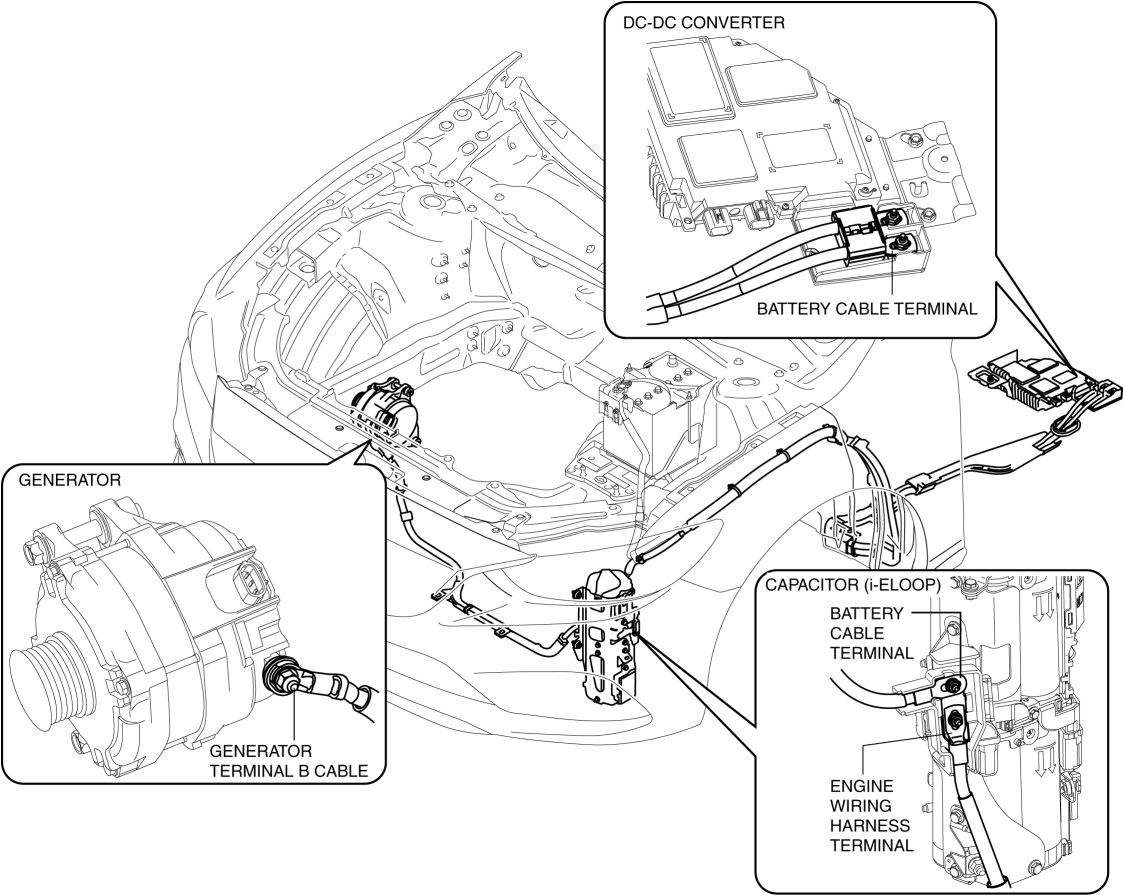 DC-DC CONVERTER
BATTERY CABLE TERMINAL
GENERATOR
GENERATOR
TERMINAL B CABLE
CAPACITOR (i-ELOOP)
BATTERY
CABLE
TERMINAL
ENGINE
WIRING
HARNESS
TERMINAL